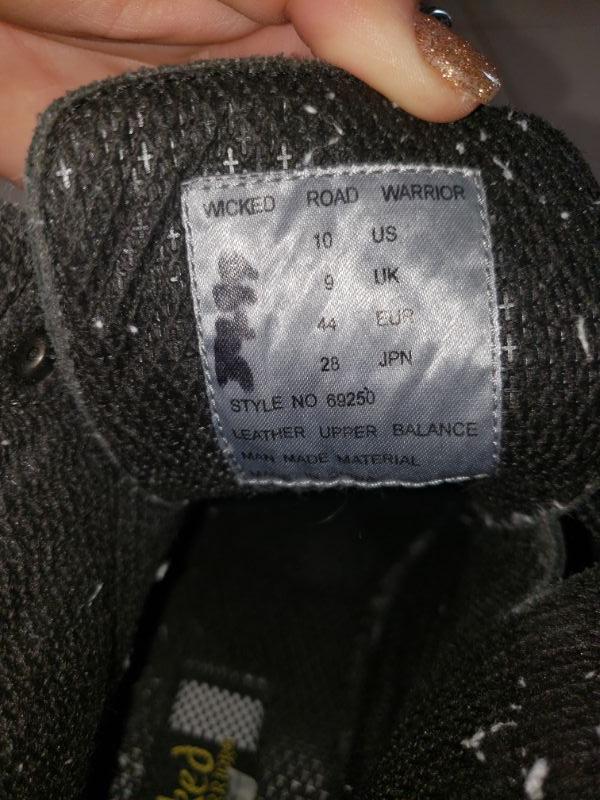 WICKED ROAD WARRIOR
10 US
9 UK
44 EUR
28 JPN
STYLE NO 69250
LEATHER UPPER BALANCE
MAN MADE MATERIAL